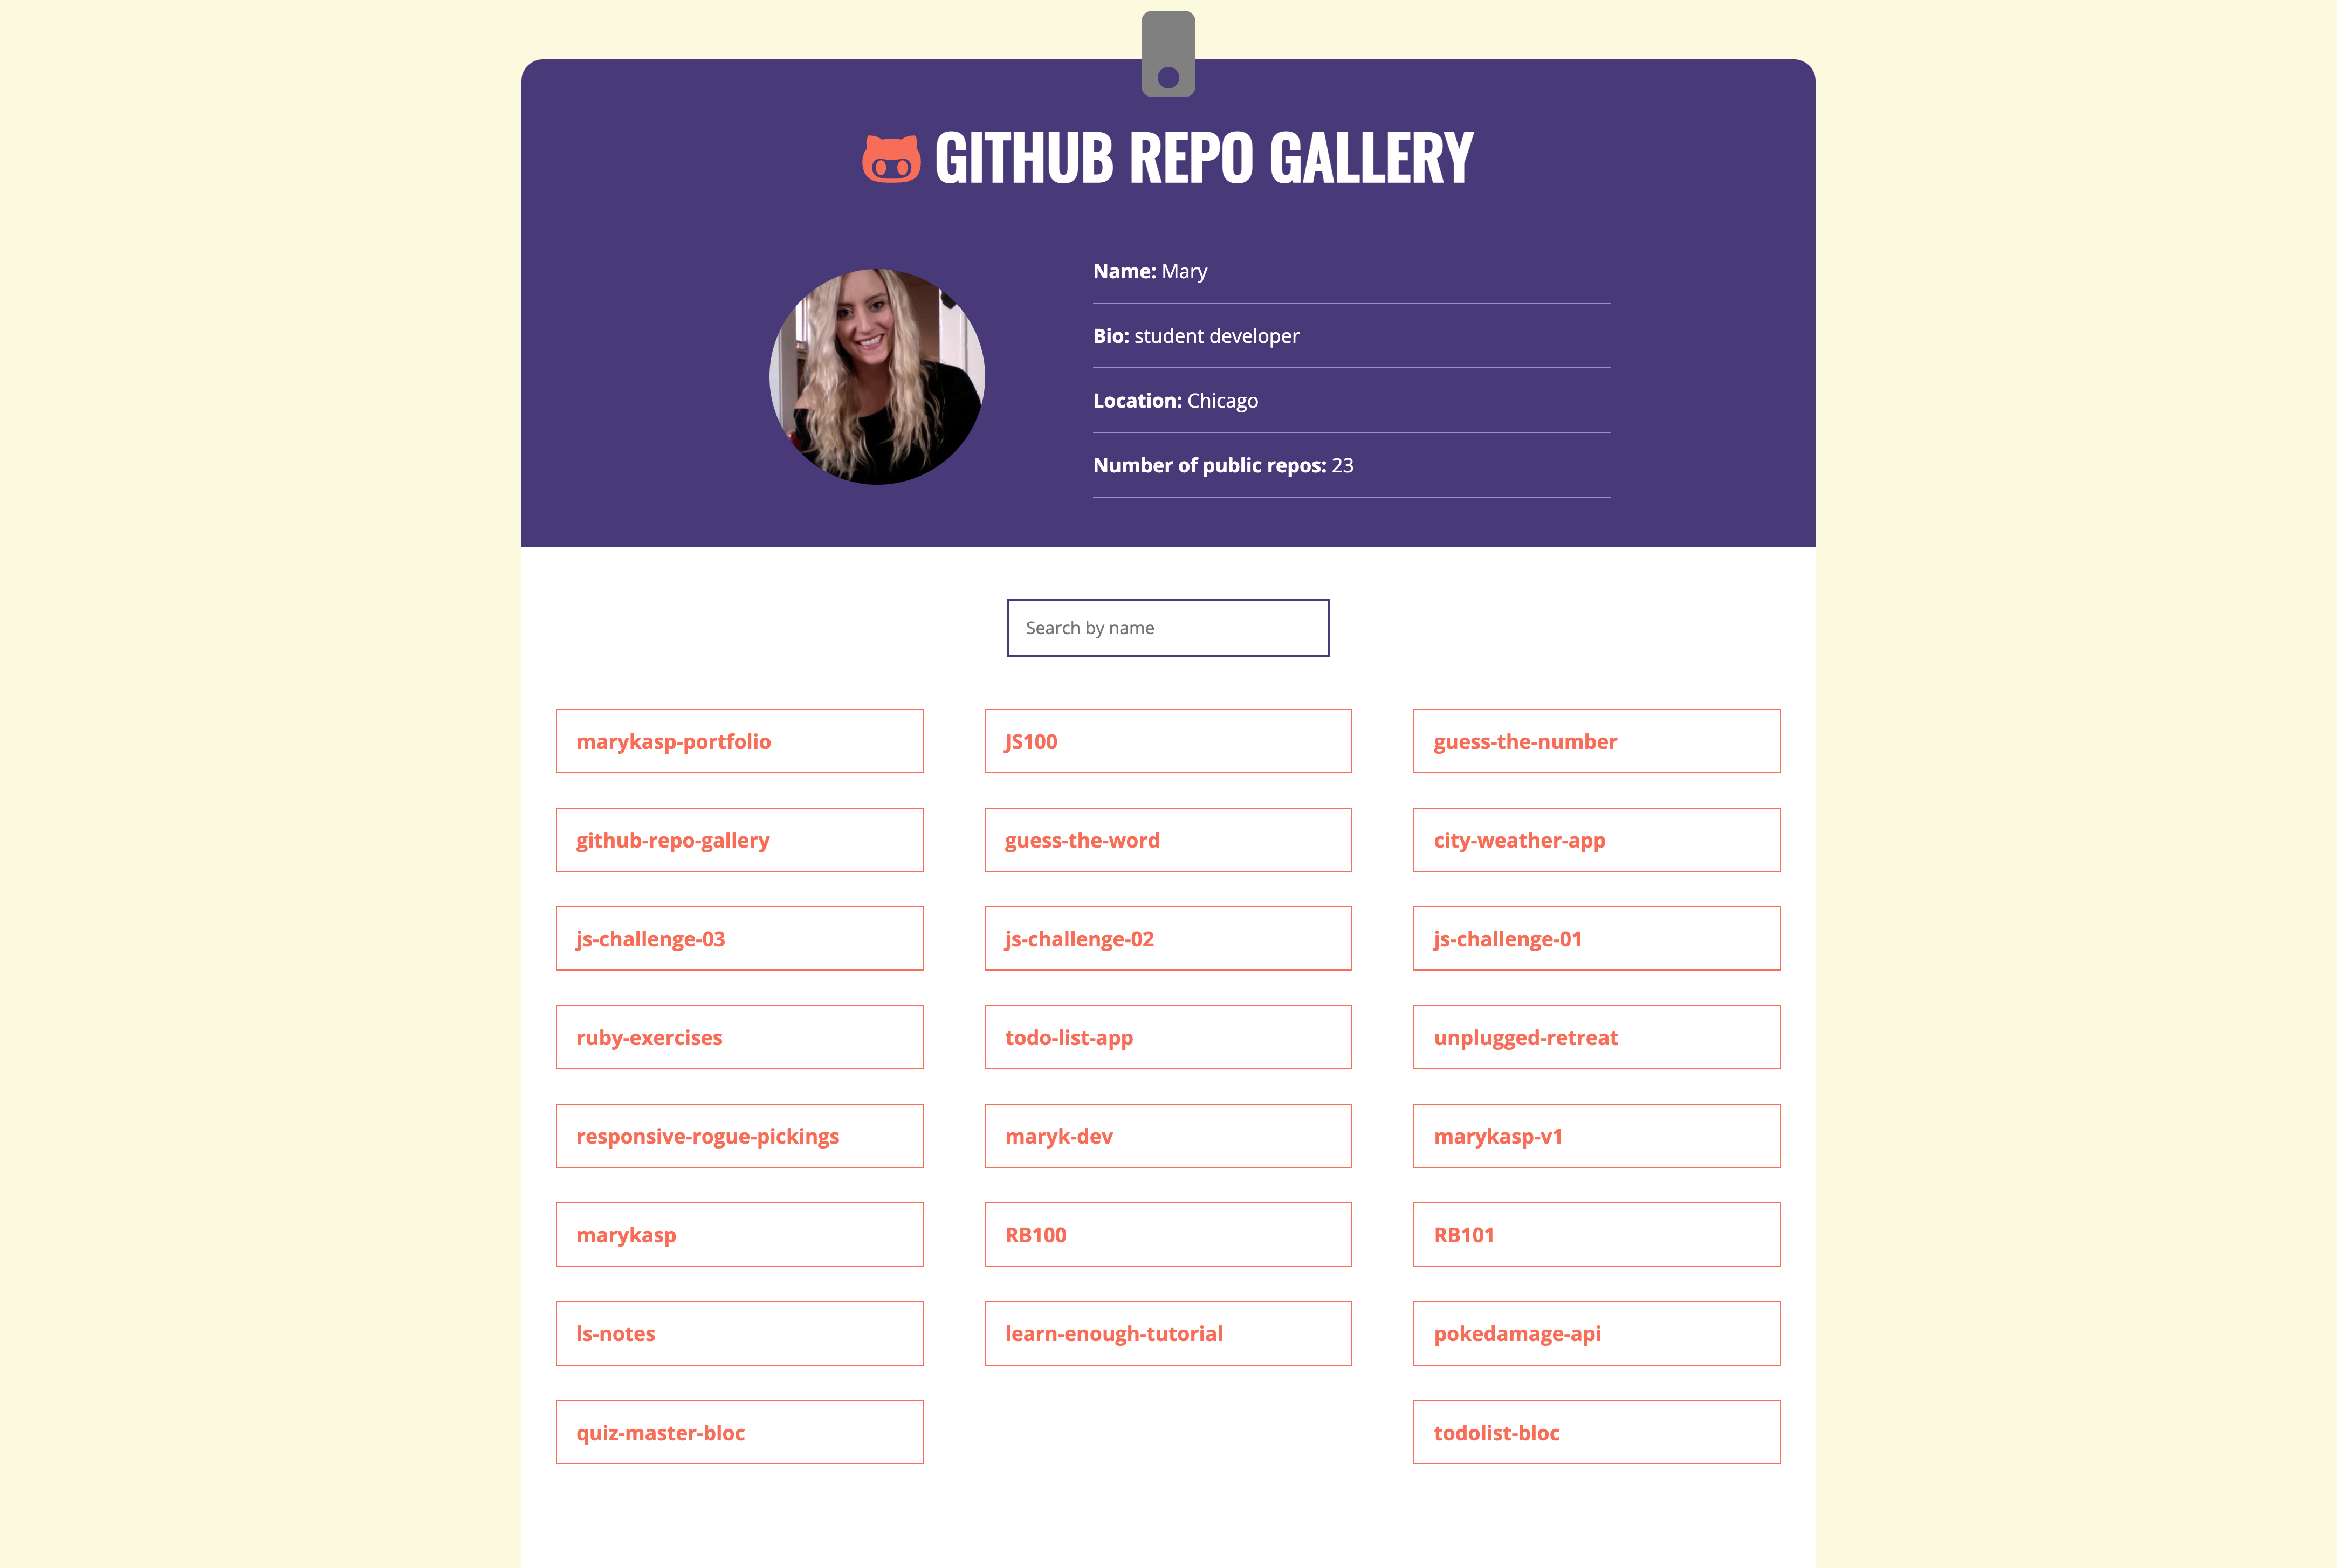 GITHUB REPO GALLERY
Name: Mary
Bio: student developer
Location: Chicago
Number of public repos: 23
Search by name
marykasp-portfolio
JS100
guess-the-number
github-repo-gallery
guess-the-word
city-weather-app
js-challenge-03
js-challenge-02
js-challenge-01
ruby-exercises
todo-list-app
unplugged-retreat
responsive-rogue-pickings
maryk-dev
marykasp-v1
marykasp
RB100
RB101
ls-notes
learn-enough-tutorial
pokedamage-api
quiz-master-bloc
todolist-bloc